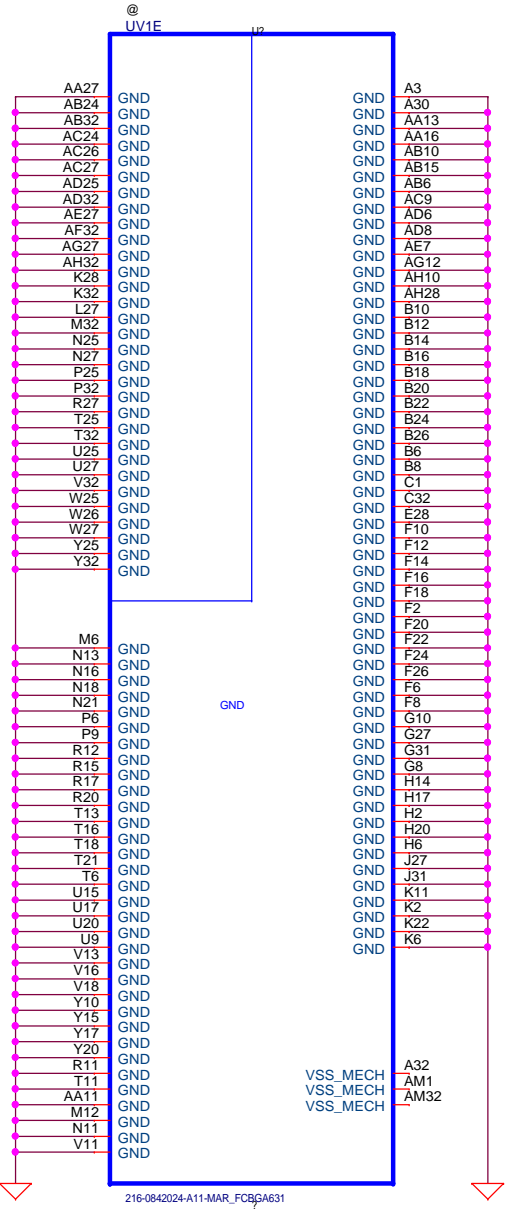 @
UV1E
U?
AA27 GND GND A3
AB24 GND GND A30
AB32 GND GND AA13
AC24 GND GND AA16
AC26 GND GND AB10
AC27 GND GND AB15
AD25 GND GND AB6
AD32 GND GND AC9
AE27 GND GND AD6
AF32 GND GND AD8
AG27 GND GND AE7
AH32 GND GND AG12
K28 GND GND AH10
K32 GND GND AH28
L27 GND GND B10
M32 GND GND B12
N25 GND GND B14
N27 GND GND B16
P25 GND GND B18
P32 GND GND B20
R27 GND GND B22
T25 GND GND B24
T32 GND GND B26
U25 GND GND B6
U27 GND GND B8
V32 GND GND C1
W25 GND GND C32
W26 GND GND E28
W27 GND GND F10
Y25 GND GND F12
Y32 GND GND F14
GND F16
GND F18
GND F2
GND F20
M6 GND GND F22
N13 GND GND F24
N16 GND GND F26
N18 GND GND F6
N21 GND GND GND F8
P6 GND GND G10
P9 GND GND G27
R12 GND GND G31
R15 GND GND G8
R17 GND GND H14
R20 GND GND H17
T13 GND GND H2
T16 GND GND H20
T18 GND GND H6
T21 GND GND J27
T6 GND GND J31
U15 GND GND K11
U17 GND GND K2
U20 GND GND K22
U9 GND GND K6
V13 GND
V16 GND
V18 GND
Y10 GND
Y15 GND
Y17 GND
Y20 GND
R11 GND VSS_MECH A32
T11 GND VSS_MECH AM1
AA11 GND VSS_MECH AM32
M12 GND
N11 GND
V11 GND
216-0842024-A11-MAR_FCBGA631
?